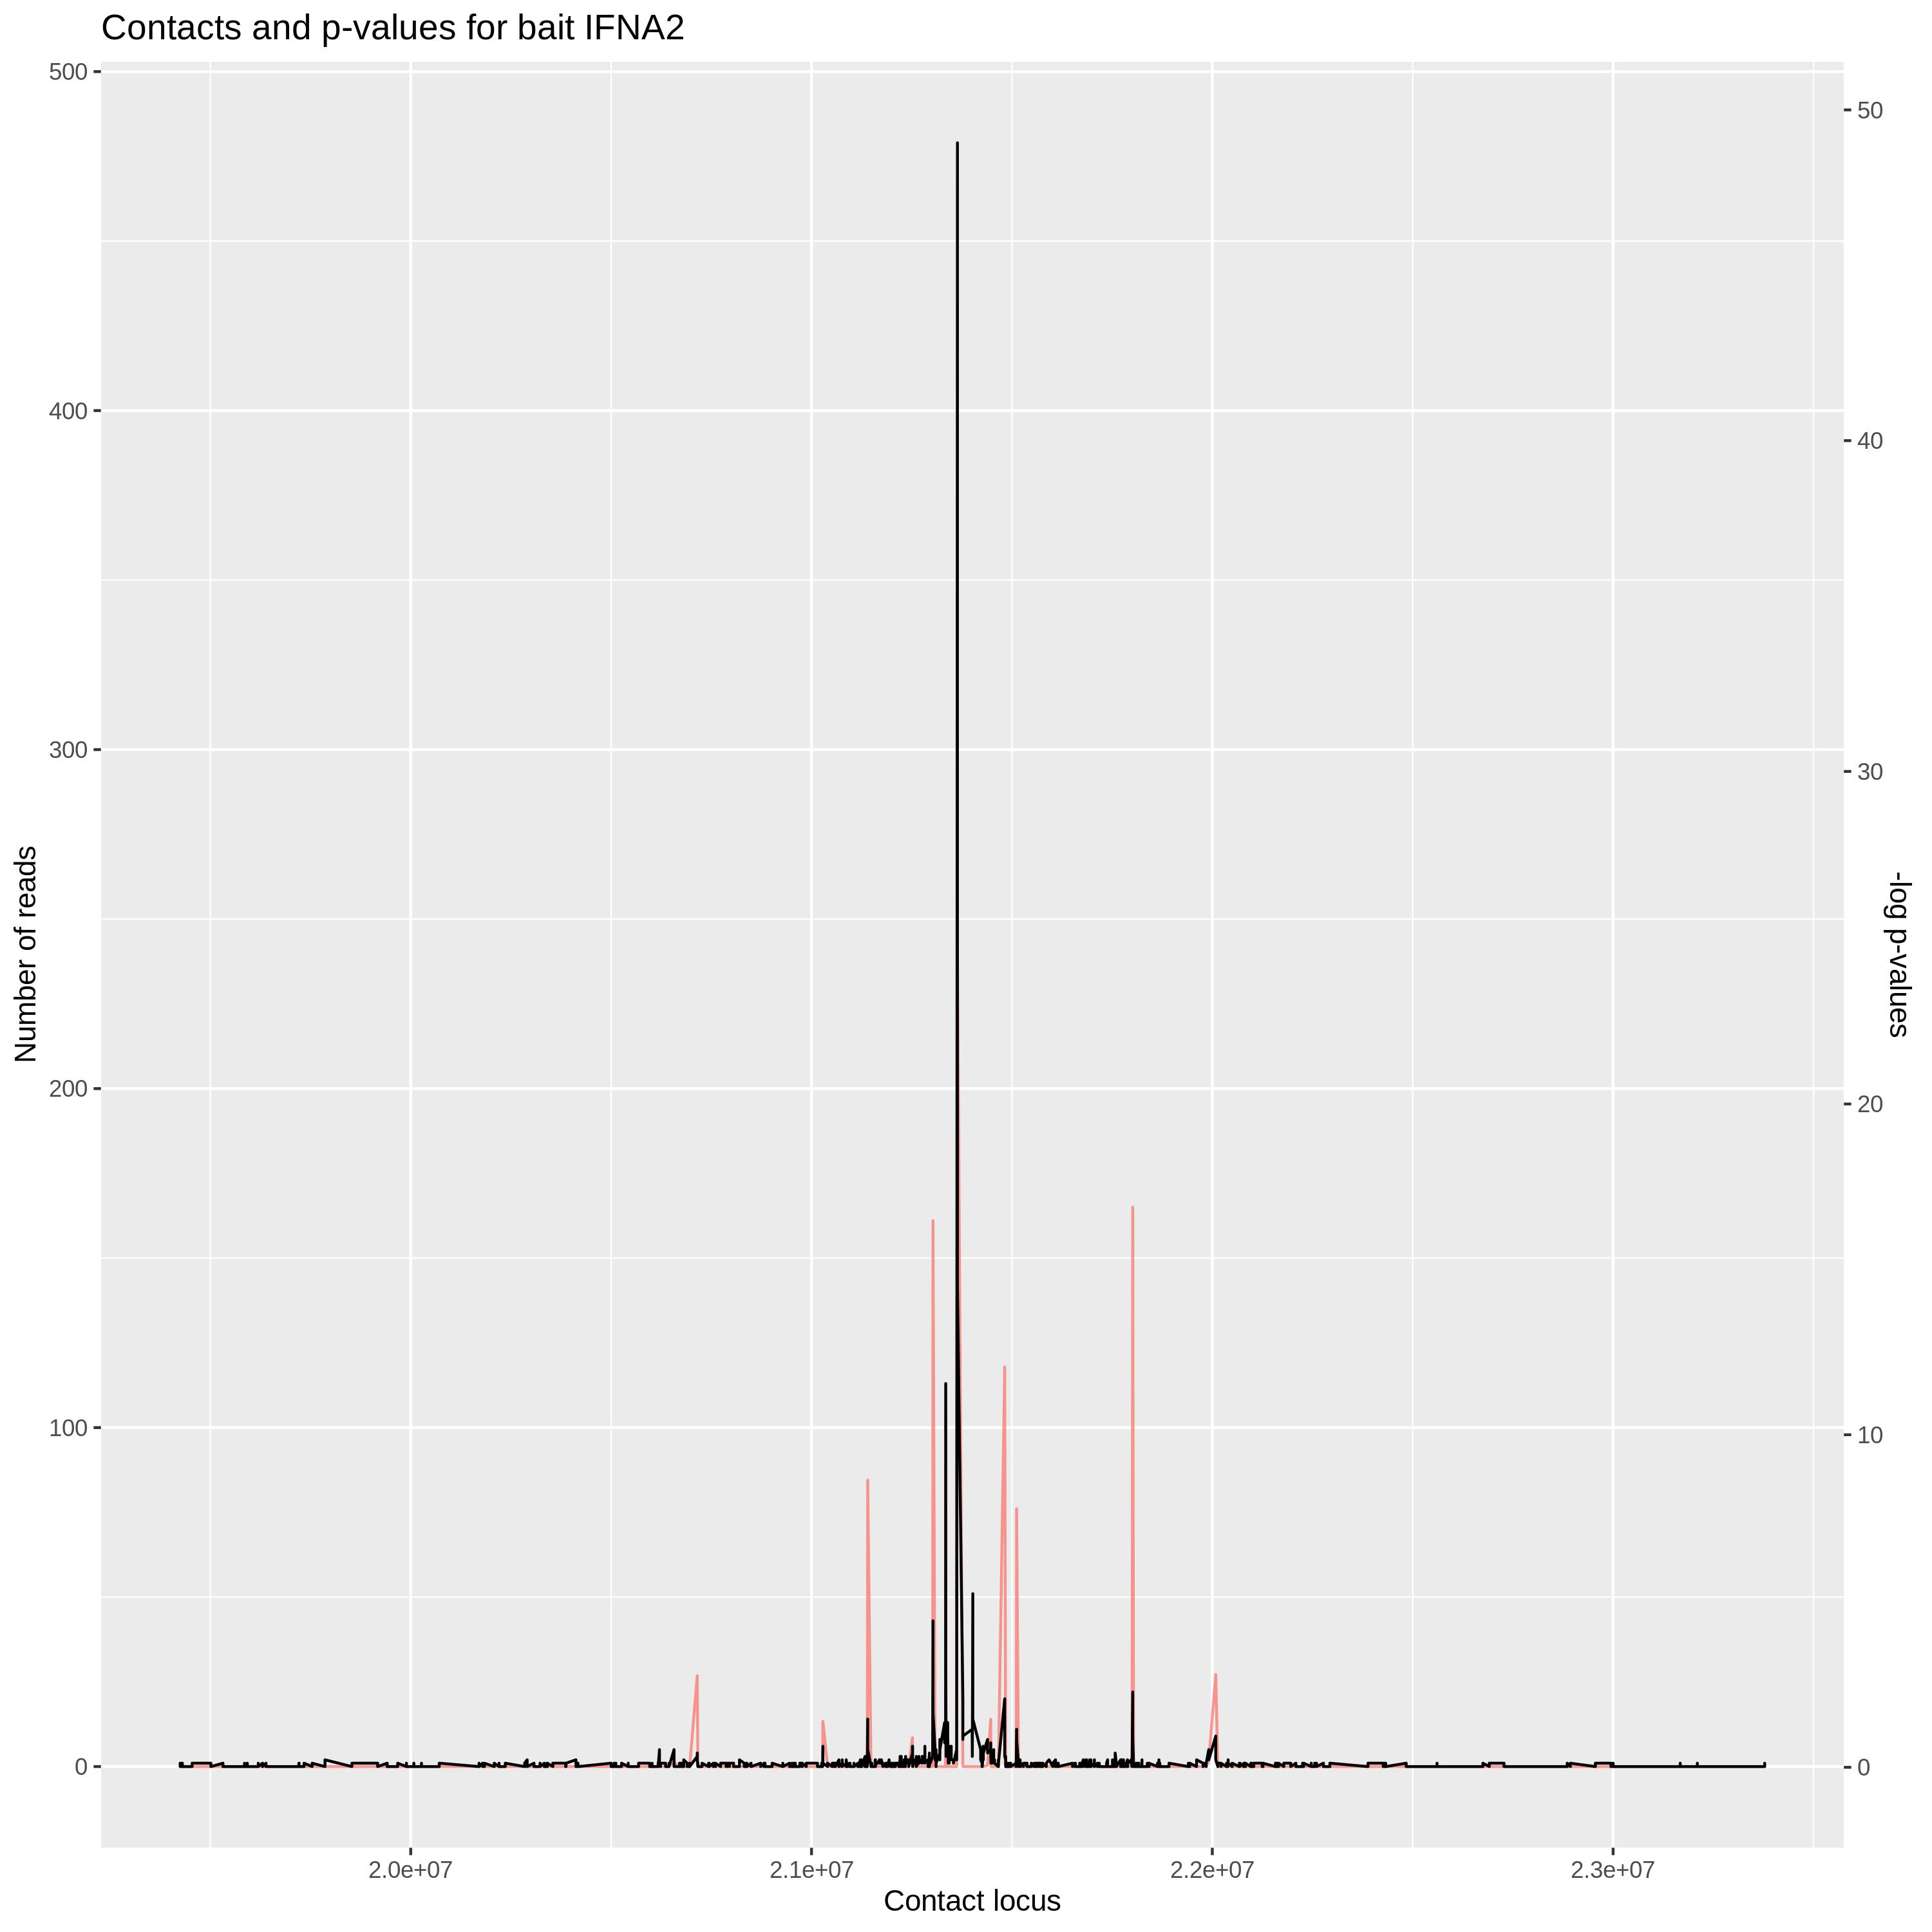 Contacts and p-values for bait IFNA2
500
400
300
200
100
0
Number of reads
50
40
30
20
10
0
-log p-values
2.0e+07 2.1e+07 2.2e+07 2.3e+07
Contact locus